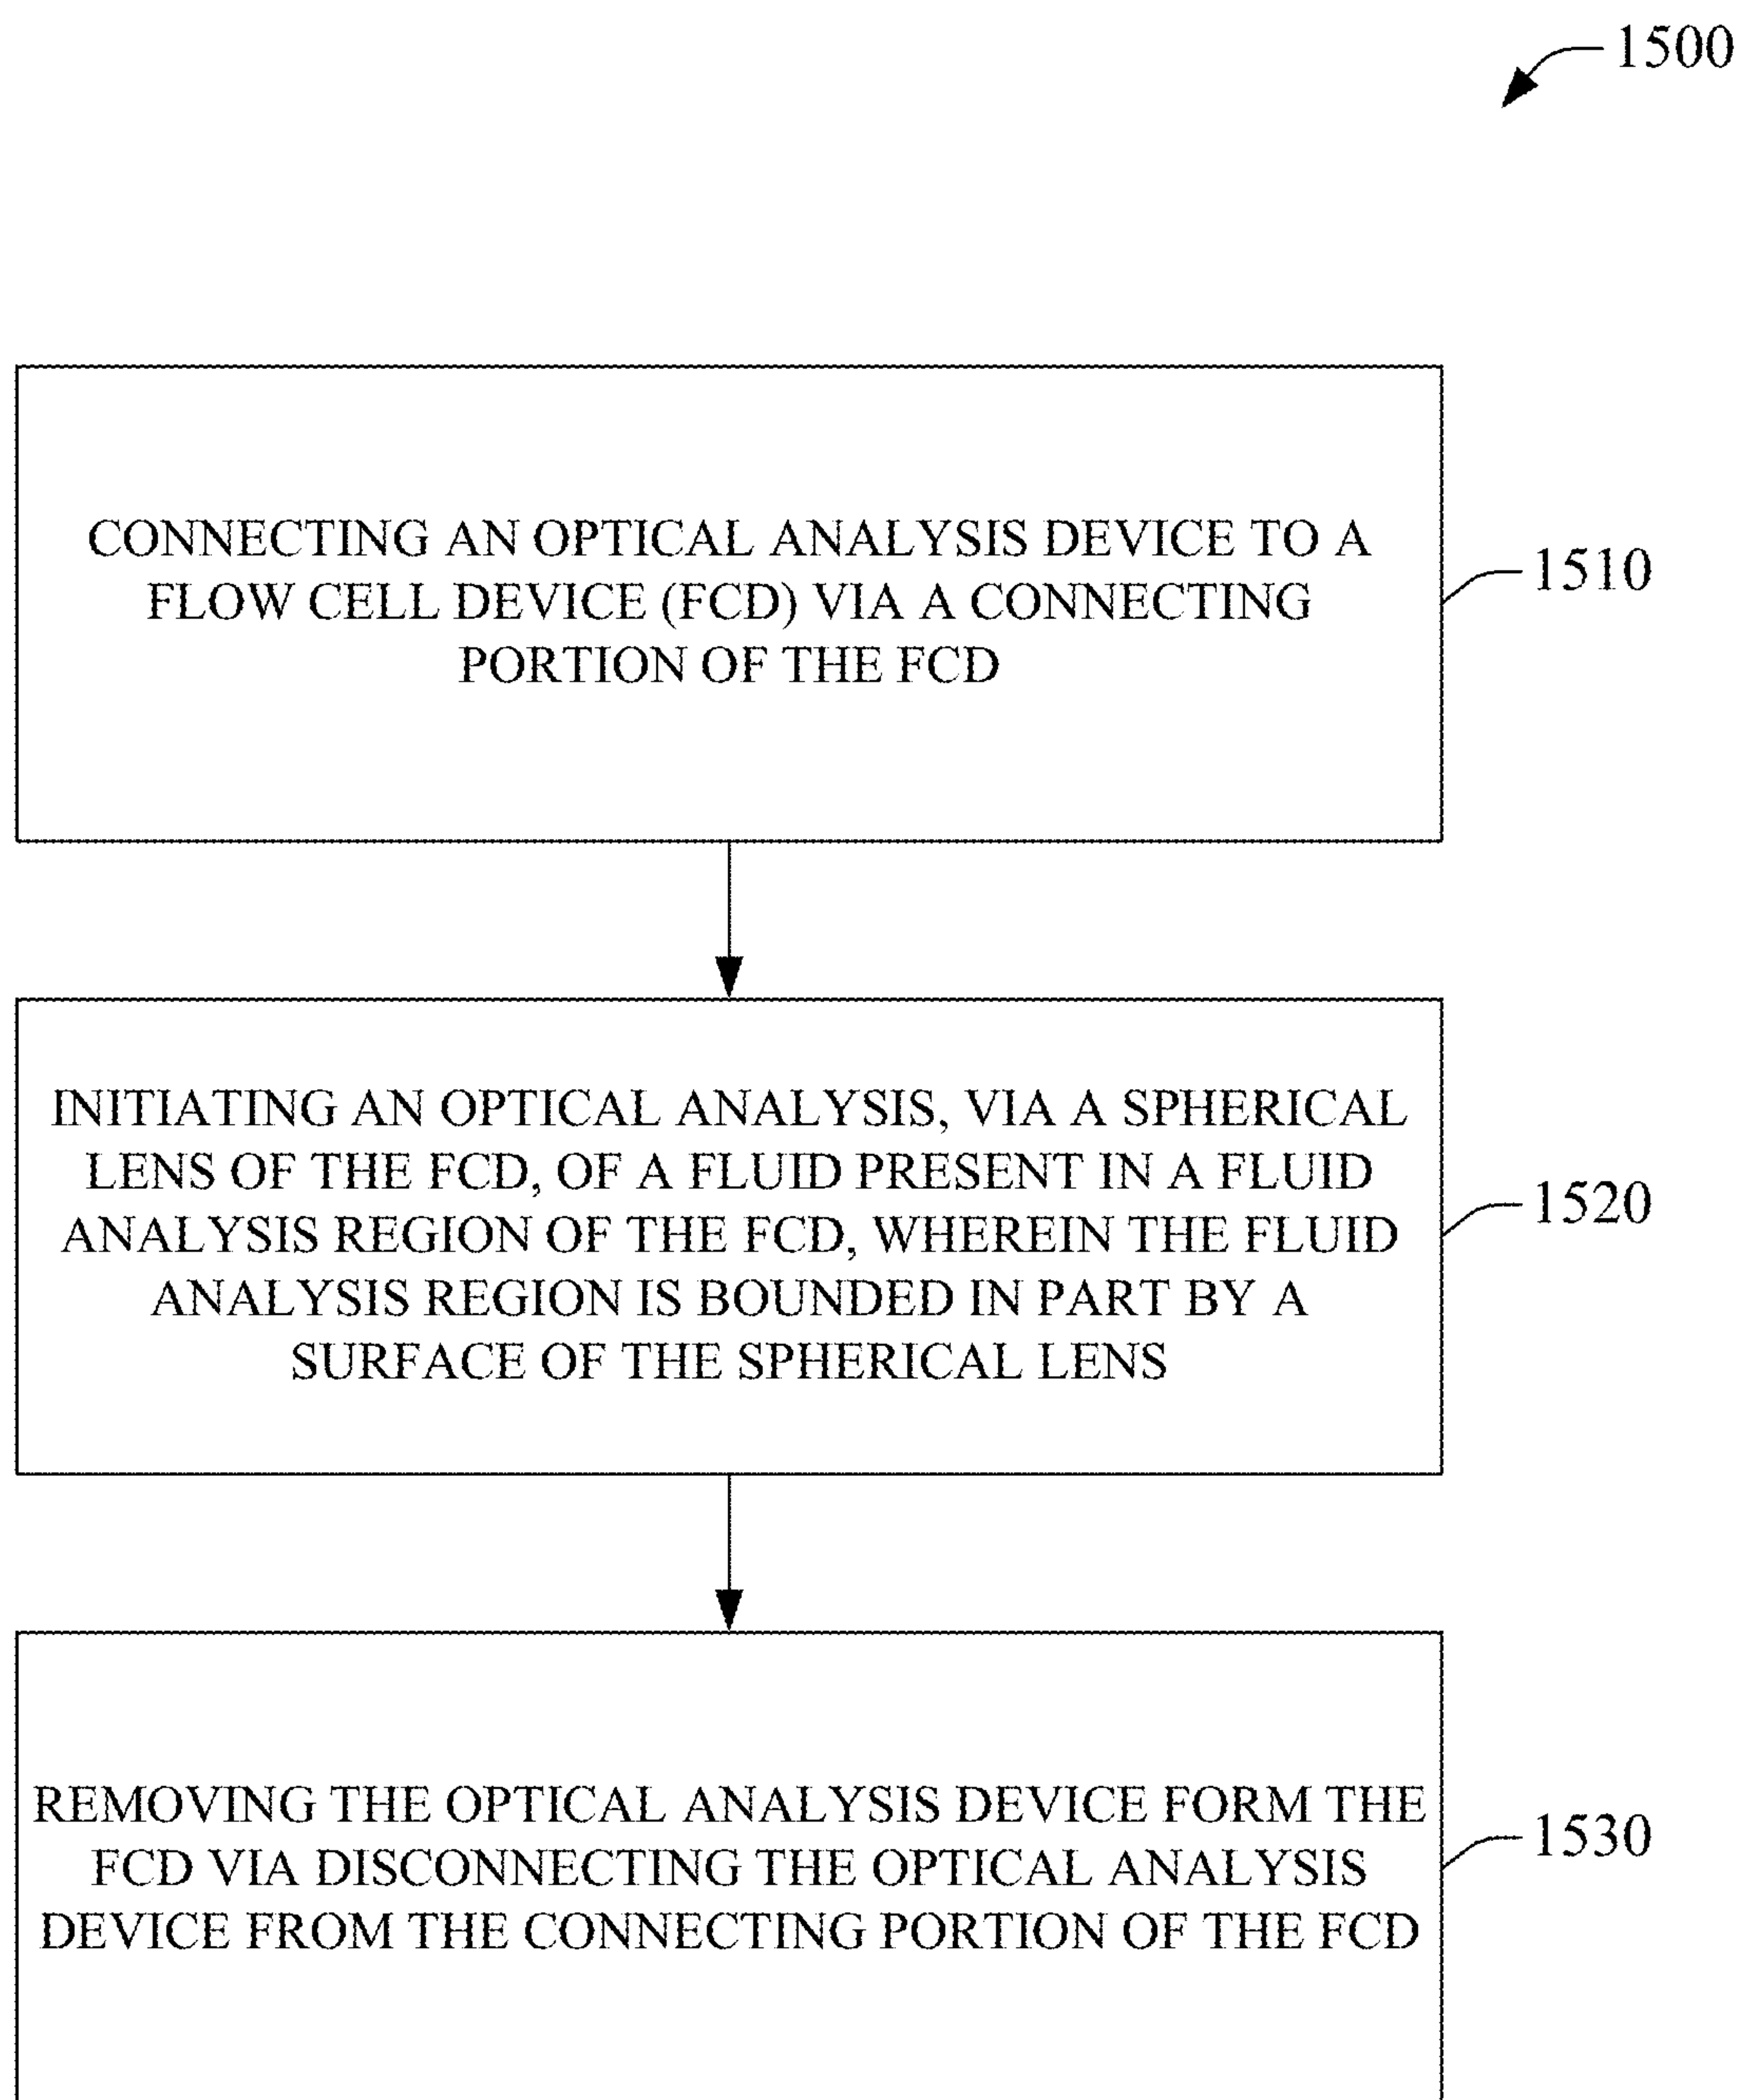 1500
CONNECTING AN OPTICAL ANALYSIS DEVICE TO A
FLOW CELL DEVICE (FCD) VIA A CONNECTING
PORTION OF THE FCD
1510
INITIATING AN OPTICAL ANALYSIS, VIA A SPHERICAL
LENS OF THE FCD, OF A FLUID PRESENT IN A FLUID
ANALYSIS REGION OF THE FCD, WHEREIN THE FLUID
ANALYSIS REGION IS BOUNDED IN PART BY A
SURFACE OF THE SPHERICAL LENS
1520
REMOVING THE OPTICAL ANALYSIS DEVICE FORM THE
FCD VIA DISCONNECTING THE OPTICAL ANALYSIS
DEVICE FROM THE CONNECTING PORTION OF THE FCD
1530